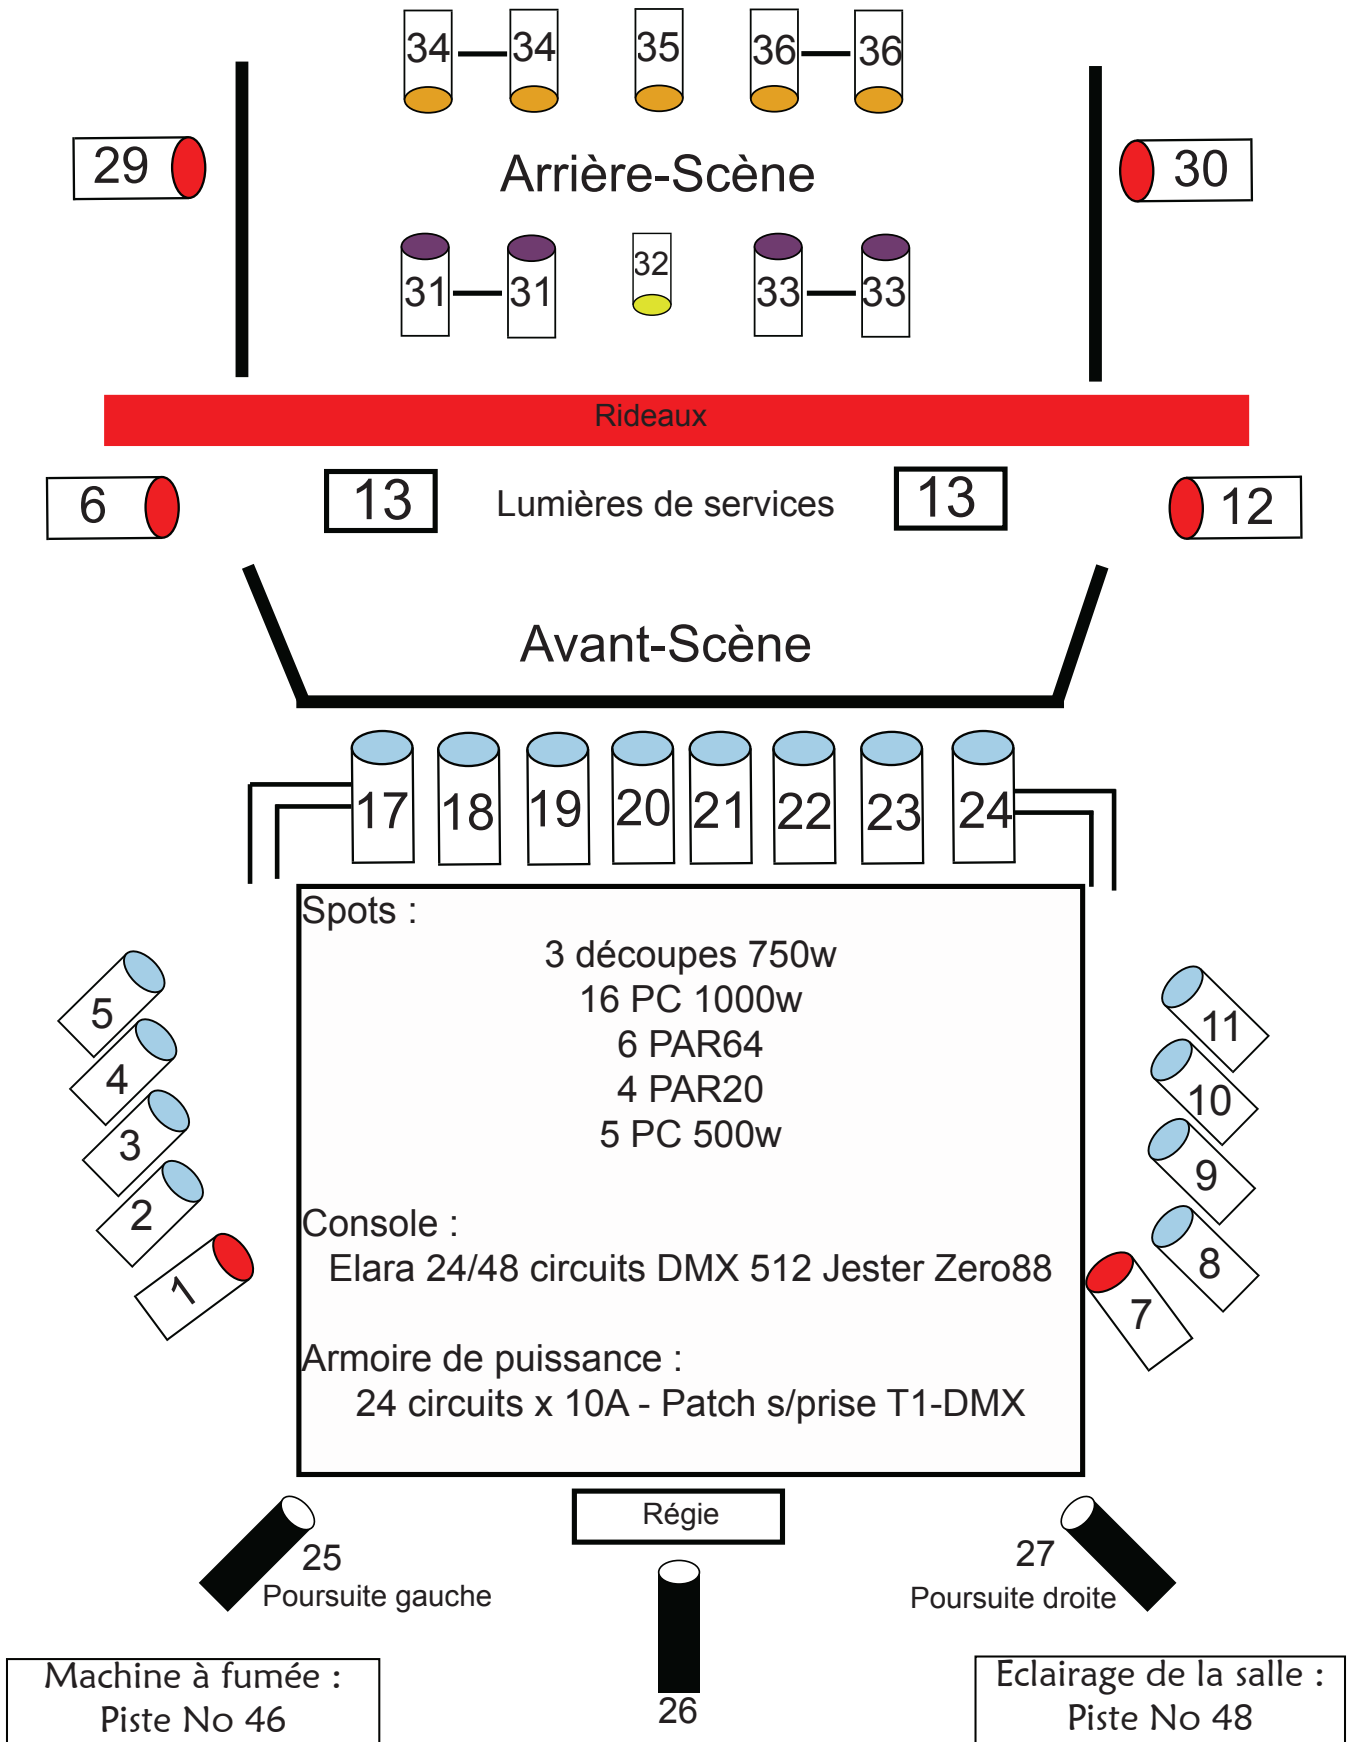 34 34 35 36 36
29 Arrière-Scène 30
31 31 32 33 33
Rideaux
6 13 Lumières de services 13 12
Avant-Scène
17 18 19 20 21 22 23 24
Spots :
3 découpes 750w
16 PC 1000w
6 PAR64
4 PAR20
5 PC 500w
Console :
Elara 24/48 circuits DMX 512 Jester Zero88
Armoire de puissance :
24 circuits x 10A - Patch s/prise T1-DMX
5
4
3
2
1
11
10
9
8
7
Régie
25
Poursuite gauche
26
27
Poursuite droite
Machine à fumée :
Piste No 46
Eclairage de la salle :
Piste No 48